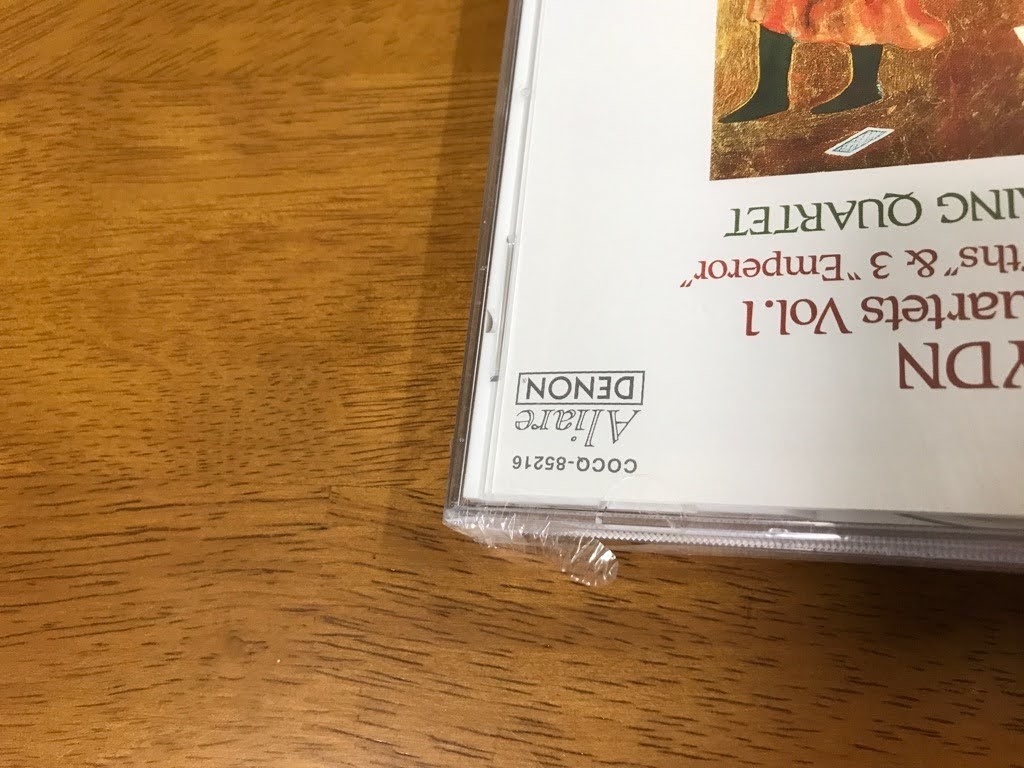 COCQ-85216
Aliare
DENON
YDN
uartets Vol.1
ths" & 3 "Emperor"
ING QUARTET